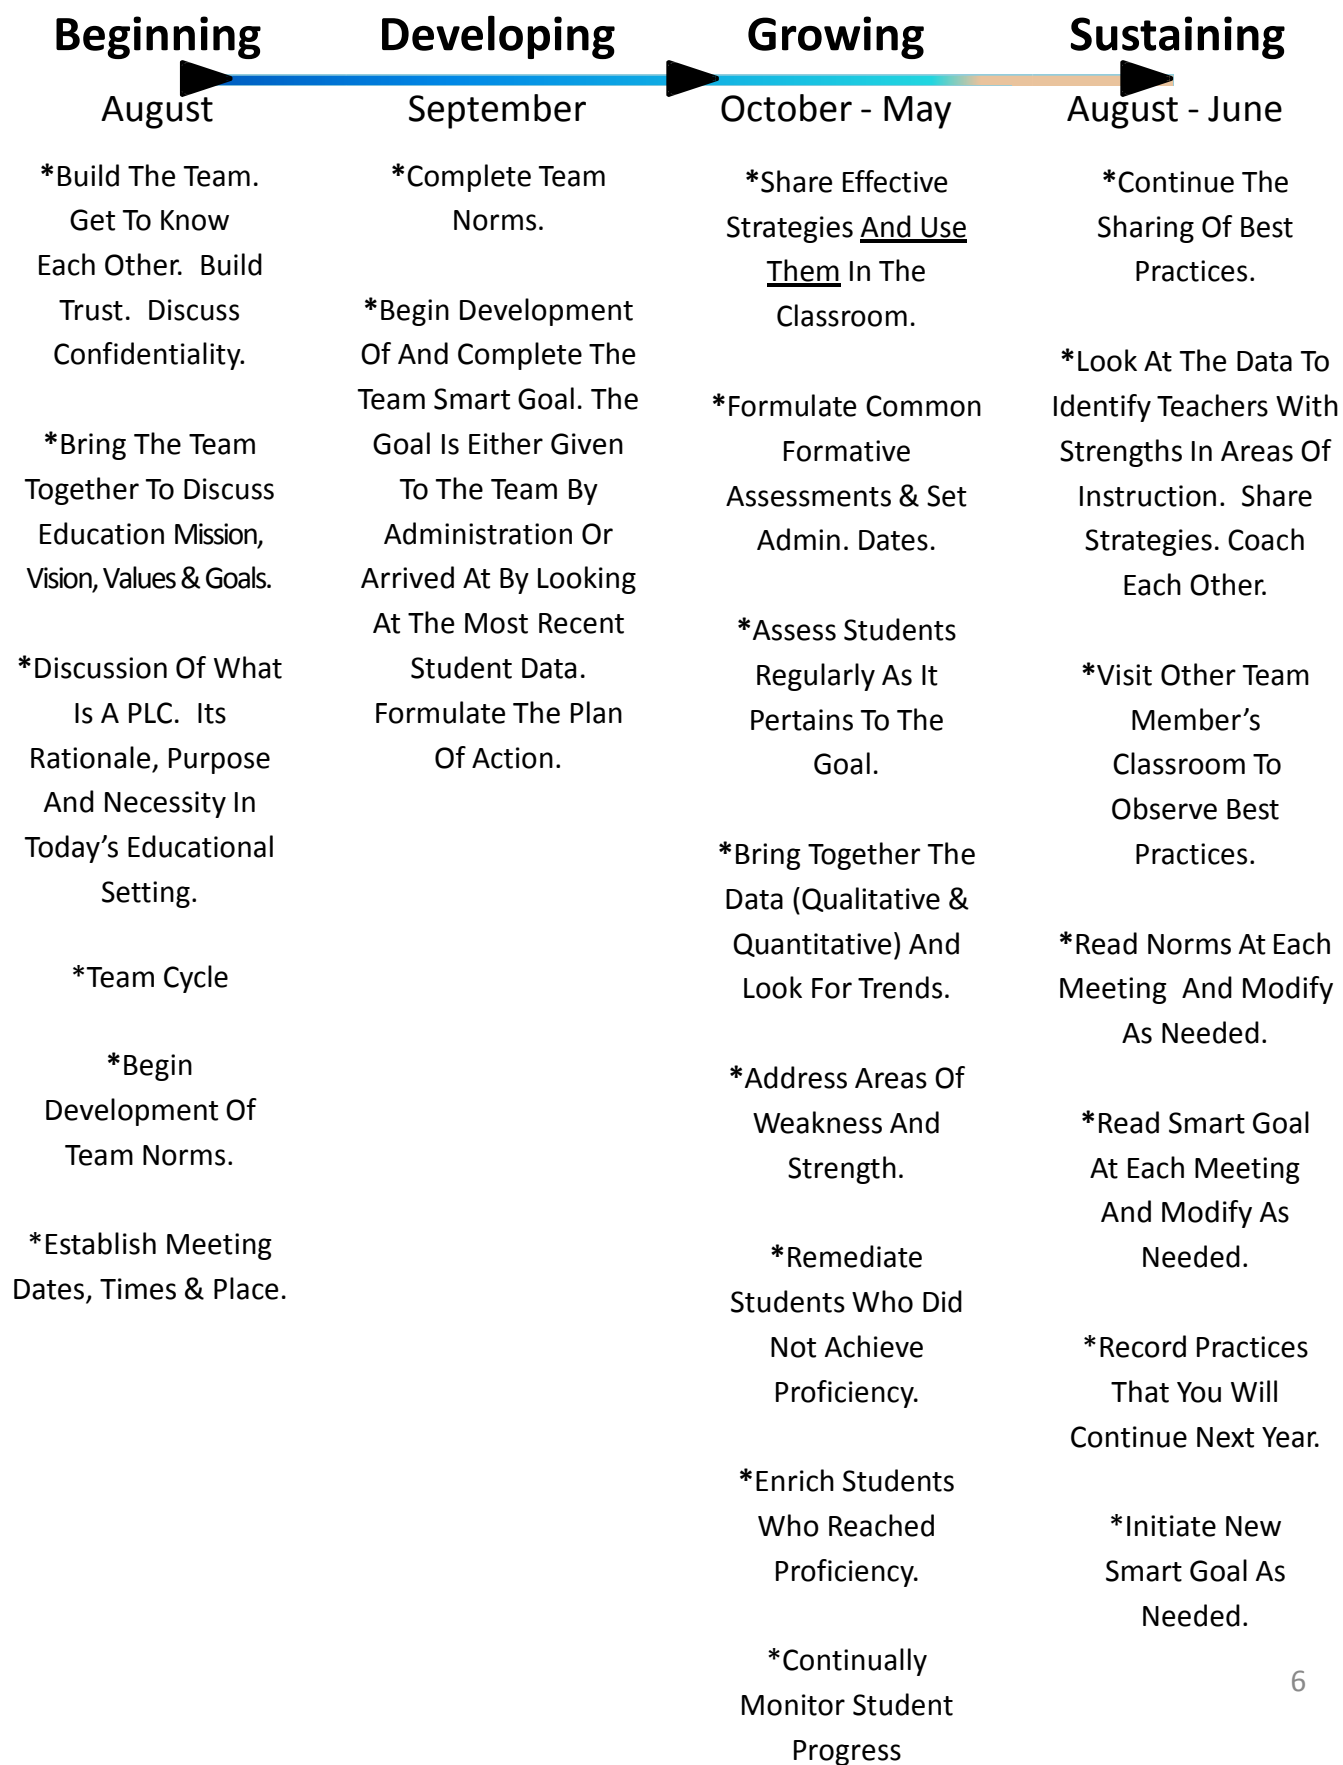 Beginning
Developing
Growing
Sustaining
August
September
October - May
August - June
*Build The Team.
Get To Know
Each Other.  Build
Trust.  Discuss
Confidentiality.
*Bring The Team
Together To Discuss
Education Mission,
Vision, Values & Goals.
*Discussion Of What
Is A PLC.  Its
Rationale, Purpose
And Necessity In
Today’s Educational
Setting.
*Team Cycle
*Begin
Development Of
Team Norms.
*Establish Meeting
Dates, Times & Place.
*Complete Team
Norms.
*Begin Development
Of And Complete The
Team Smart Goal. The
Goal Is Either Given
To The Team By
Administration Or
Arrived At By Looking
At The Most Recent
Student Data.
Formulate The Plan
Of Action.
*Share Effective
Strategies And Use
Them In The
Classroom.
*Formulate Common
Formative
Assessments & Set
Admin. Dates.
*Assess Students
Regularly As It
Pertains To The
Goal.
*Bring Together The
Data (Qualitative &
Quantitative) And
Look For Trends.
*Address Areas Of
Weakness And
Strength.
*Remediate
Students Who Did
Not Achieve
Proficiency.
*Enrich Students
Who Reached
Proficiency.
*Continually
Monitor Student
Progress
*Continue The
Sharing Of Best
Practices.
*Look At The Data To
Identify Teachers With
Strengths In Areas Of
Instruction.  Share
Strategies. Coach
Each Other.
*Visit Other Team
Member’s
Classroom To
Observe Best
Practices.
*Read Norms At Each
Meeting  And Modify
As Needed.
*Read Smart Goal
At Each Meeting
And Modify As
Needed.
*Record Practices
That You Will
Continue Next Year.
*Initiate New
Smart Goal As
Needed.
6